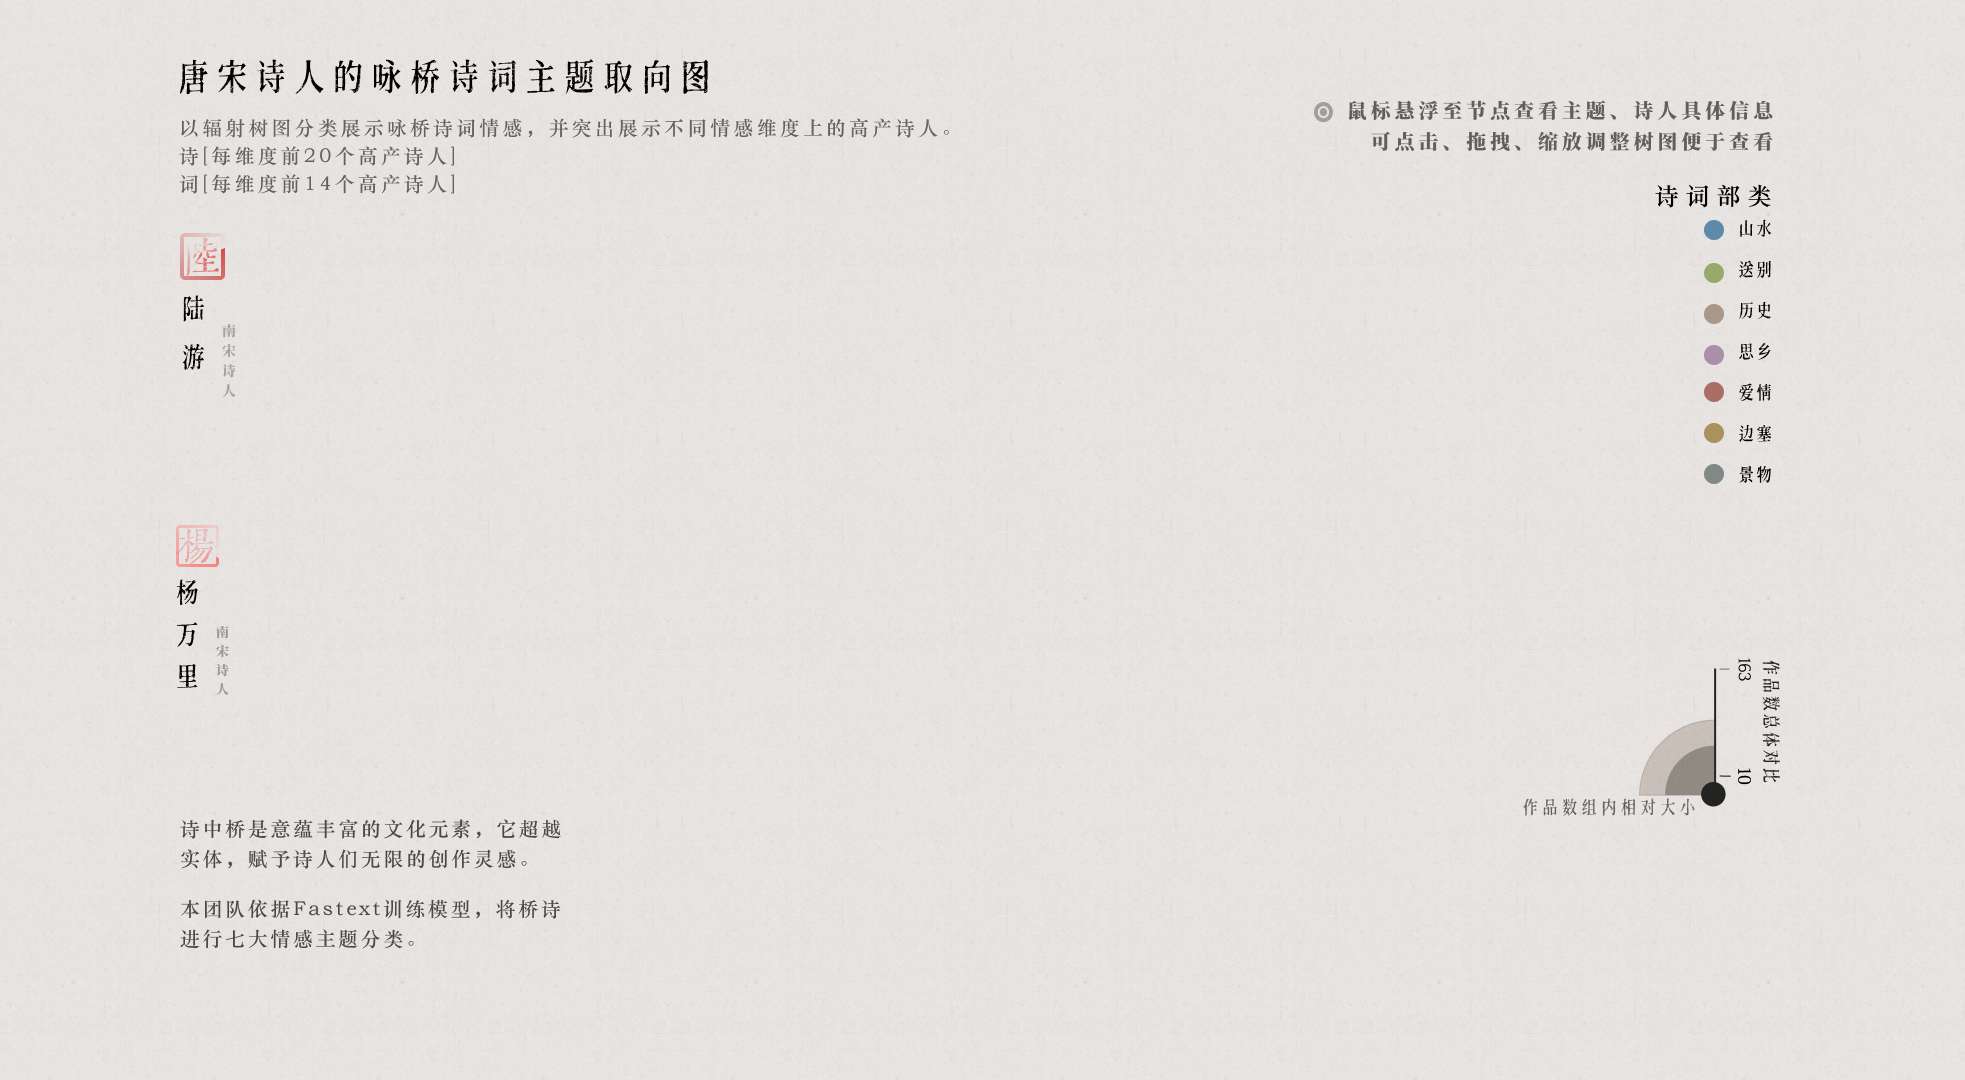 唐宋诗人的咏桥诗词主题取向图
以辐射树图分类展示咏桥诗词情感，并突出展示不同情感维度上的高产诗人。
诗[每维度前20个高产诗人]
词[每维度前14个高产诗人]
鼠标悬浮至节点查看主题、诗人具体信息
可点击、拖拽、缩放调整树图便于查看
诗词部类
山水
送别
历史
思乡
爱情
边塞
景物
陸
陆游
南宋诗人
楊
杨万里
南宋诗人
163
10
作品数总体对比
作品数组内相对大小
诗中桥是意蕴丰富的文化元素，它超越
实体，赋予诗人们无限的创作灵感。
本团队依据Fastext训练模型，将桥诗
进行七大情感主题分类。